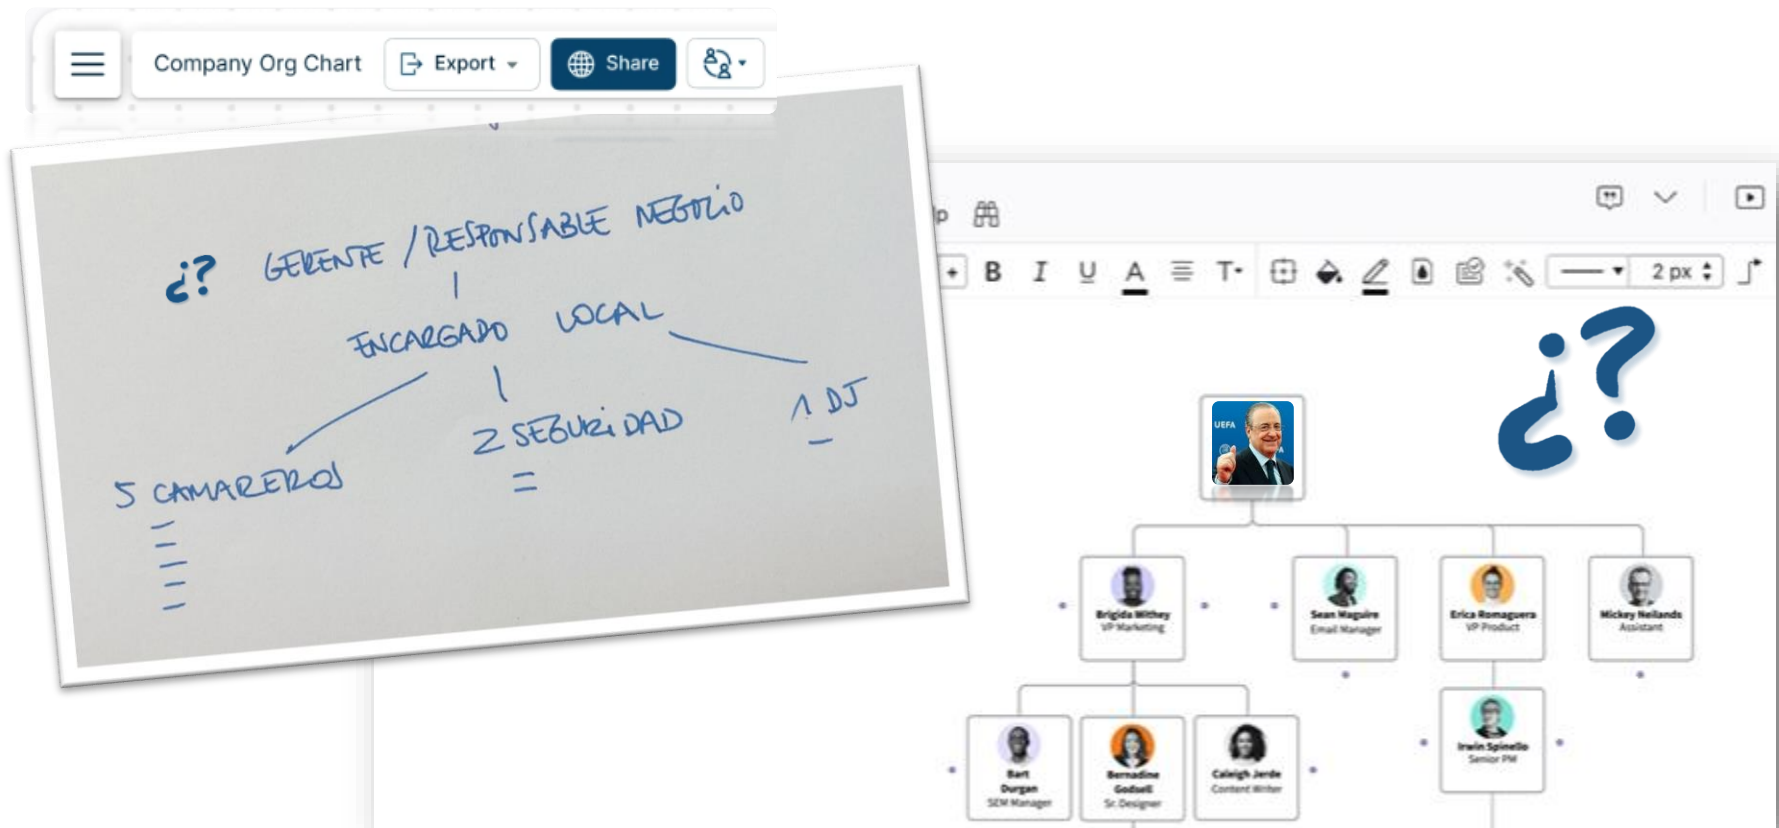 Company Org Chart
Export
Share
¿?
GERENTE / RESPONSABLE NEGOCIO
ENCARGADO LOCAL
5 CAMAREROS
2 SEGURIDAD
1 DJ
B I U A T
2 px
¿?
UEFA
Brigida Withey
VP Marketing
Sean Maguire
Email Manager
Erica Romaguera
VP Product
Mickey Neilands
Assistant
Bart
Durgan
SEM Manager
Bernadine
Godsell
Sr. Designer
Caleigh Jerde
Content Writer
Irwin Spinello
Senior PM